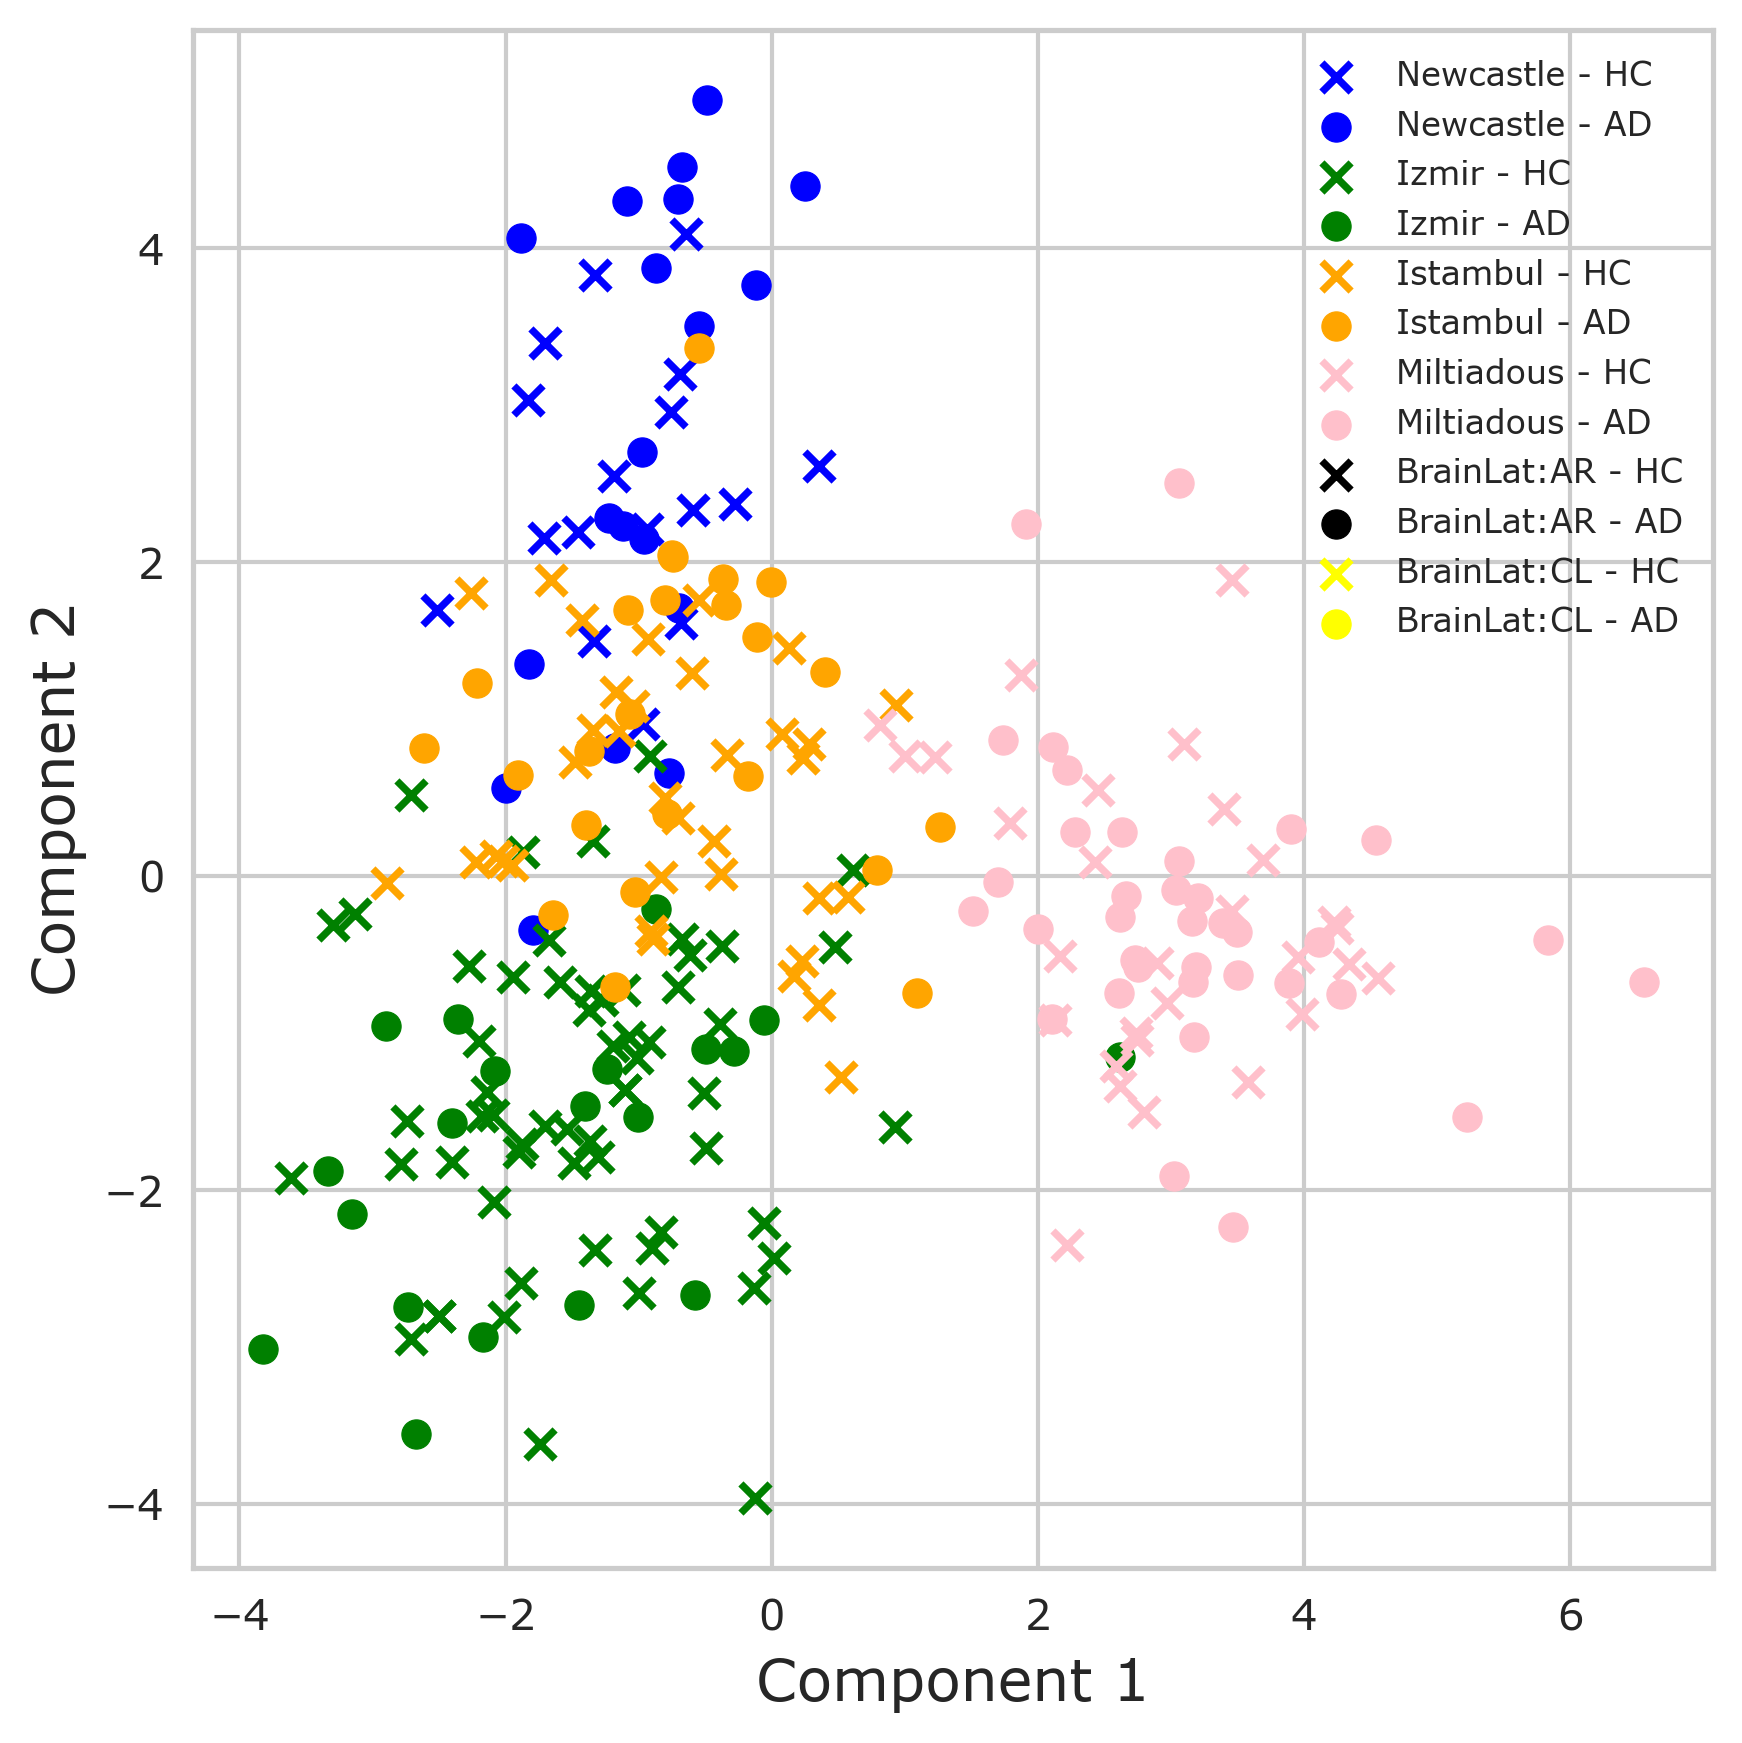 Newcastle - HC
Newcastle - AD
Izmir - HC
Izmir - AD
Istambul - HC
Istambul - AD
Miltiadous - HC
Miltiadous - AD
BrainLat:AR - HC
BrainLat:AR - AD
BrainLat:CL - HC
BrainLat:CL - AD
4
2
0
−2
−4
Component 2
−4 −2 0 2 4 6
Component 1